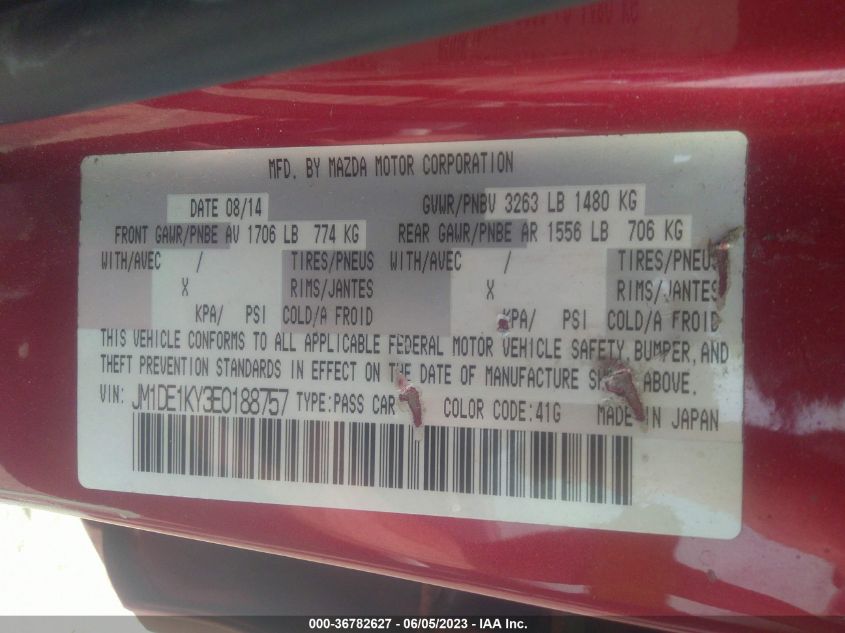 MFD. BY MAZDA MOTOR CORPORATION
DATE 08/14 GVWR/PNBV 3263 LB 1480 KG
FRONT GAWR/PNBE AV 1706 LB 774 KG REAR GAWR/PNBE AR 1556 LB 706 KG
WITH/AVEC / TIRES/PNEUS WITH/AVEC / TIRES/PNEUS
X RIMS/JANTES X RIMS/JANTES
KPA/ PSI COLD/A FROID KPA/ PSI COLD/A FROID
THIS VEHICLE CONFORMS TO ALL APPLICABLE FEDERAL MOTOR VEHICLE SAFETY, BUMPER, AND
THEFT PREVENTION STANDARDS IN EFFECT ON THE DATE OF MANUFACTURE SHOWN ABOVE.
VIN: JM1DE1KY3E0188757 TYPE:PASS CAR COLOR CODE:41G MADE IN JAPAN
000-36782627 - 06/05/2023 - IAA Inc.